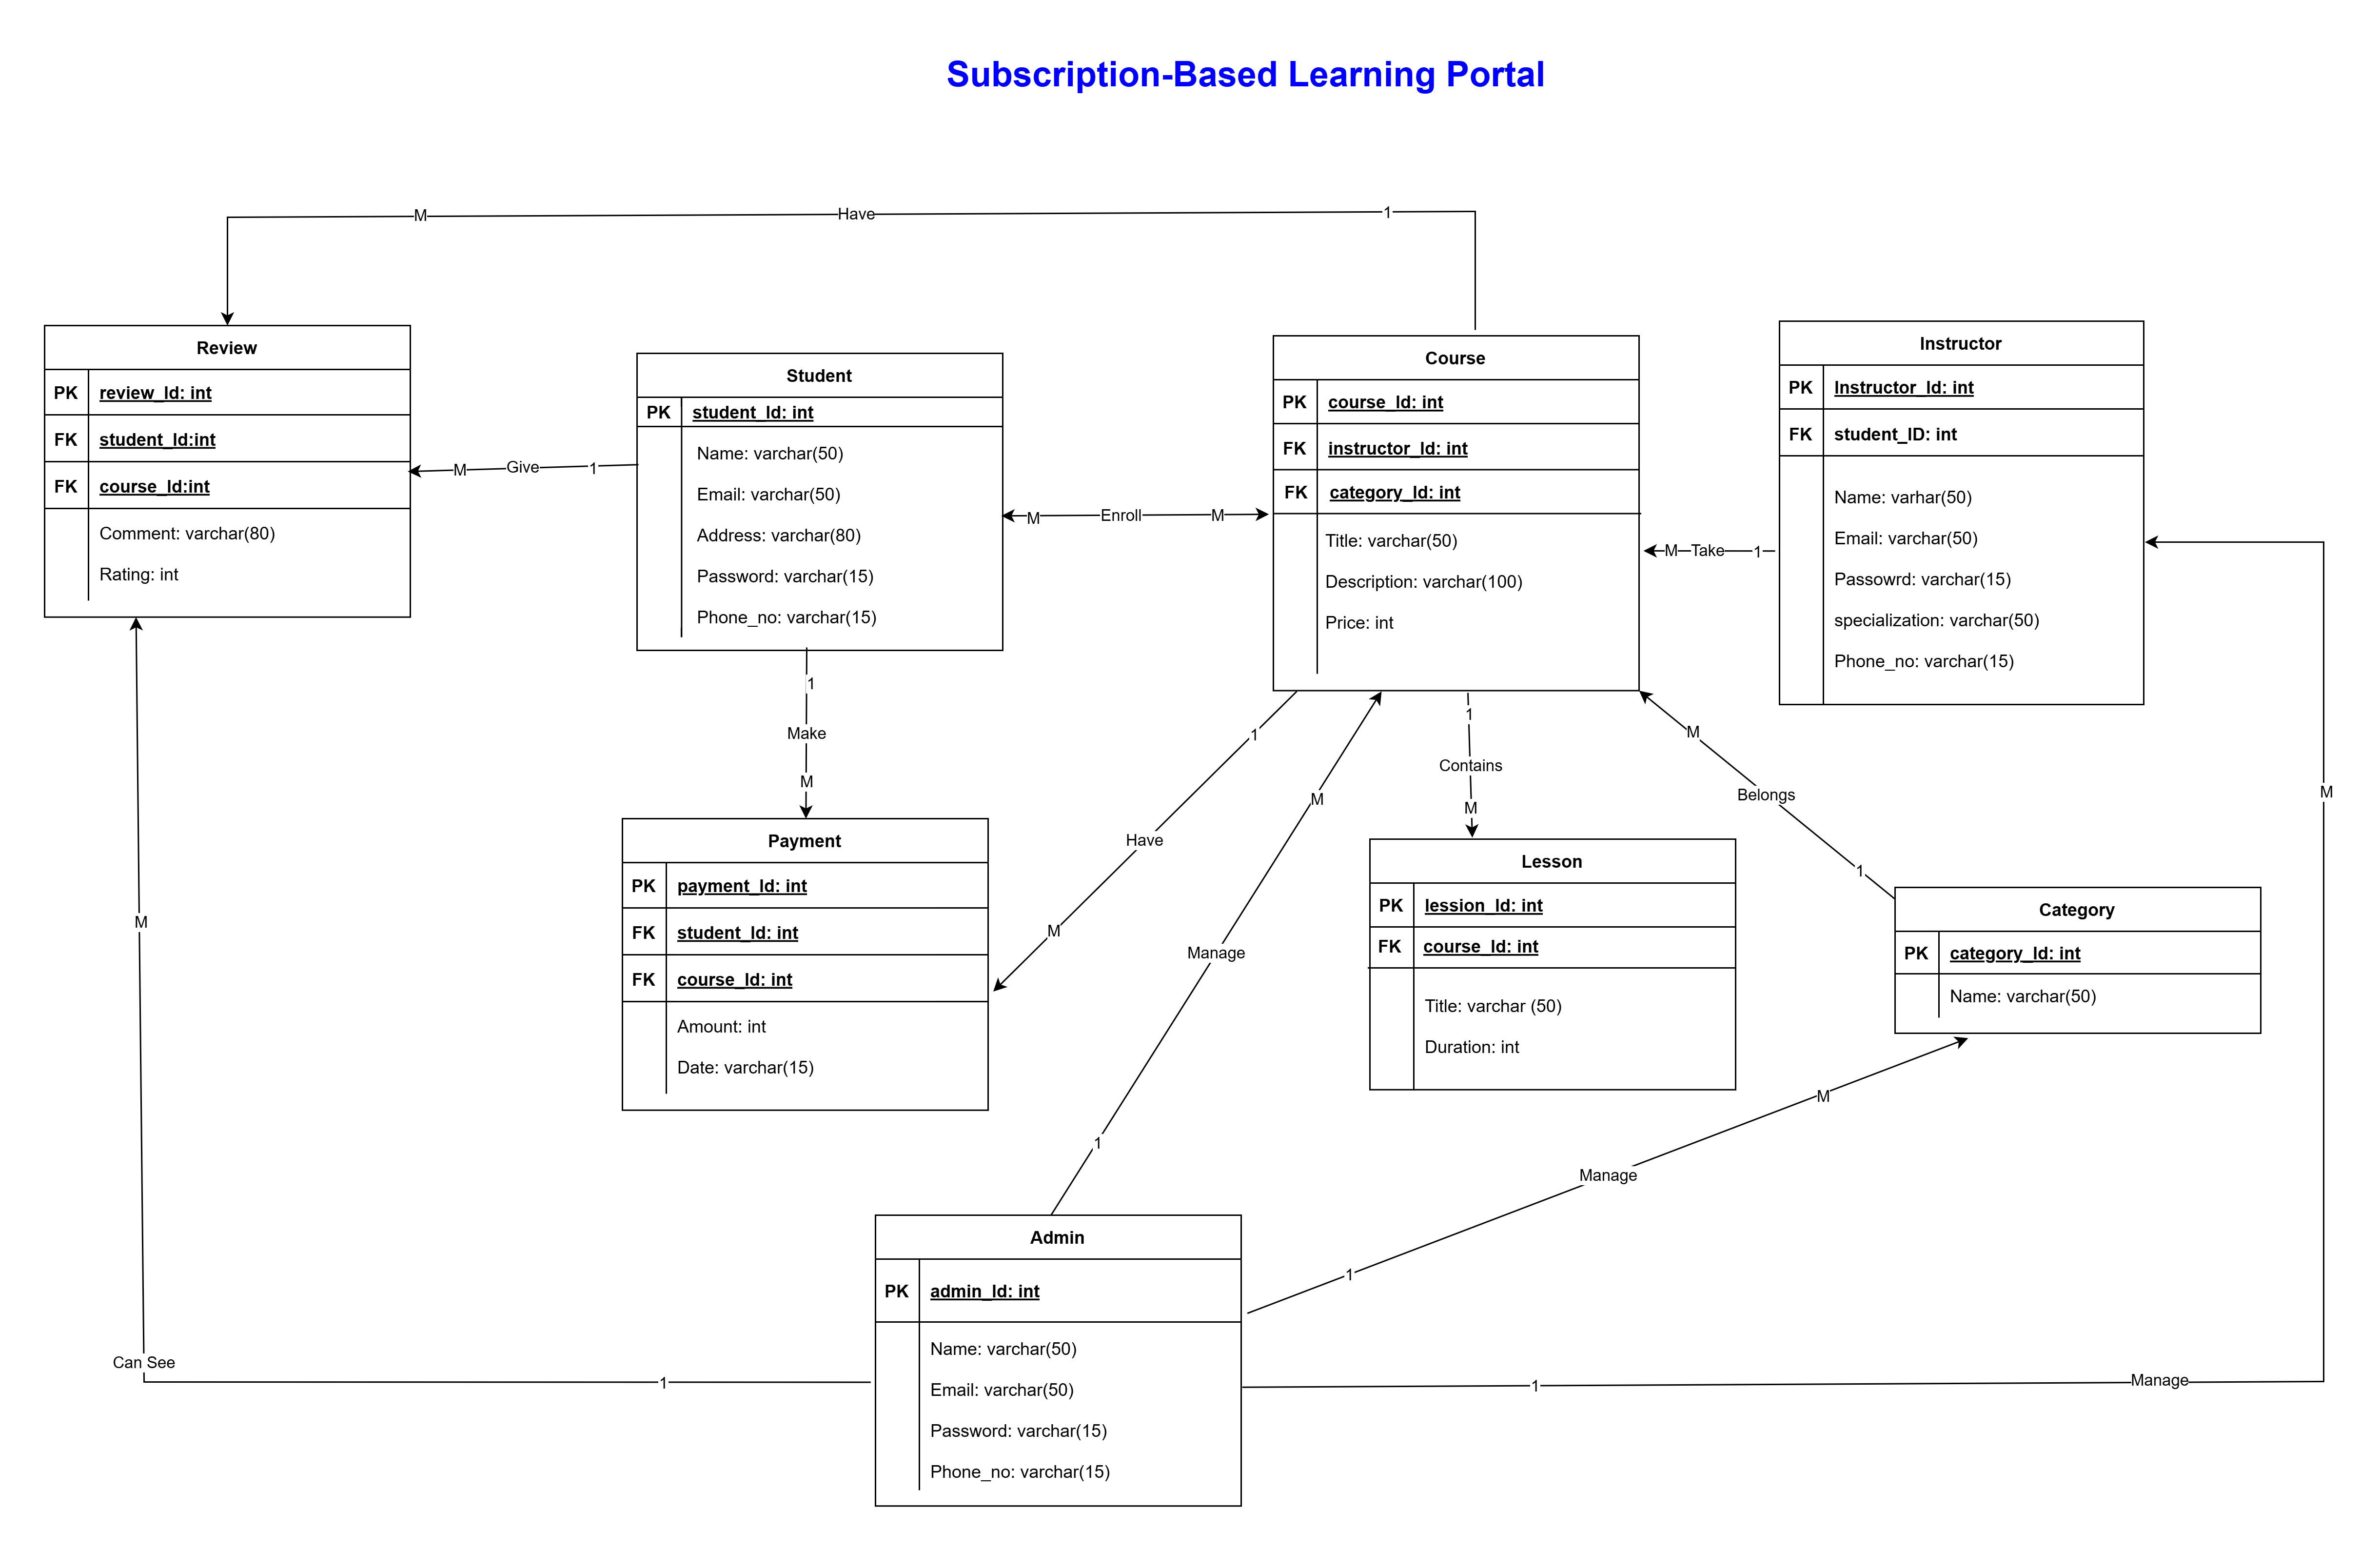 Subscription-Based Learning Portal
M
Have
1
Review
PK review_Id: int
FK student_Id:int
FK course_Id:int
Comment: varchar(80)
Rating: int
M
Give
1
Student
PK student_Id: int
Name: varchar(50)
Email: varchar(50)
Address: varchar(80)
Password: varchar(15)
Phone_no: varchar(15)
M
Enroll
M
Course
PK course_Id: int
FK instructor_Id: int
FK category_Id: int
Title: varchar(50)
Description: varchar(100)
Price: int
M
Take
1
Instructor
PK Instructor_Id: int
FK student_ID: int
Name: varhar(50)
Email: varchar(50)
Passowrd: varchar(15)
specialization: varchar(50)
Phone_no: varchar(15)
1
Make
M
1
Have
M
M
Manage
1
1
Contains
M
M
Belongs
1
M
Payment
PK payment_Id: int
FK student_Id: int
FK course_Id: int
Amount: int
Date: varchar(15)
Lesson
PK lession_Id: int
FK course_Id: int
Title: varchar (50)
Duration: int
Category
PK category_Id: int
Name: varchar(50)
M
M
Manage
1
Admin
PK admin_Id: int
Name: varchar(50)
Email: varchar(50)
Password: varchar(15)
Phone_no: varchar(15)
Can See
1
1
Manage